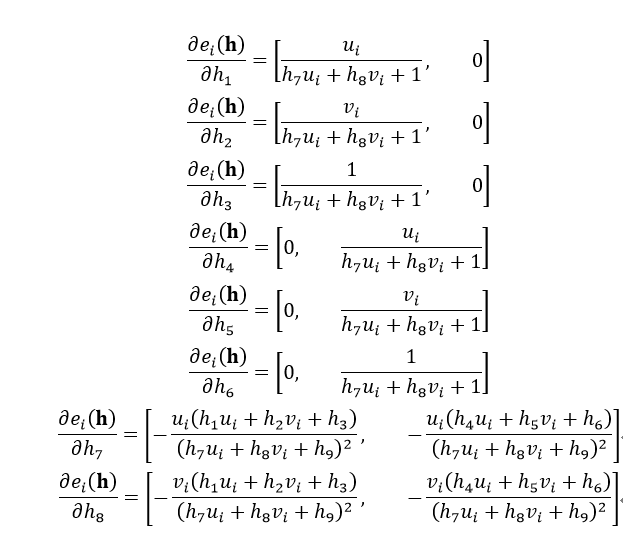 ∂e_i(𝐡)/∂h_1 = [u_i/(h_7u_i + h_8v_i + 1), 0]
∂e_i(𝐡)/∂h_2 = [v_i/(h_7u_i + h_8v_i + 1), 0]
∂e_i(𝐡)/∂h_3 = [1/(h_7u_i + h_8v_i + 1), 0]
∂e_i(𝐡)/∂h_4 = [0, u_i/(h_7u_i + h_8v_i + 1)]
∂e_i(𝐡)/∂h_5 = [0, v_i/(h_7u_i + h_8v_i + 1)]
∂e_i(𝐡)/∂h_6 = [0, 1/(h_7u_i + h_8v_i + 1)]
∂e_i(𝐡)/∂h_7 = [−u_i(h_1u_i + h_2v_i + h_3)/(h_7u_i + h_8v_i + h_9)^2, −u_i(h_4u_i + h_5v_i + h_6)/(h_7u_i + h_8v_i + h_9)^2]
∂e_i(𝐡)/∂h_8 = [−v_i(h_1u_i + h_2v_i + h_3)/(h_7u_i + h_8v_i + h_9)^2, −v_i(h_4u_i + h_5v_i + h_6)/(h_7u_i + h_8v_i + h_9)^2]